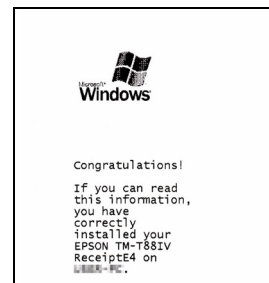 Microsoft
Windows
Congratulations!
If you can read
this information,
you have
correctly
installed your
EPSON TM-T88IV
ReceiptE4 on